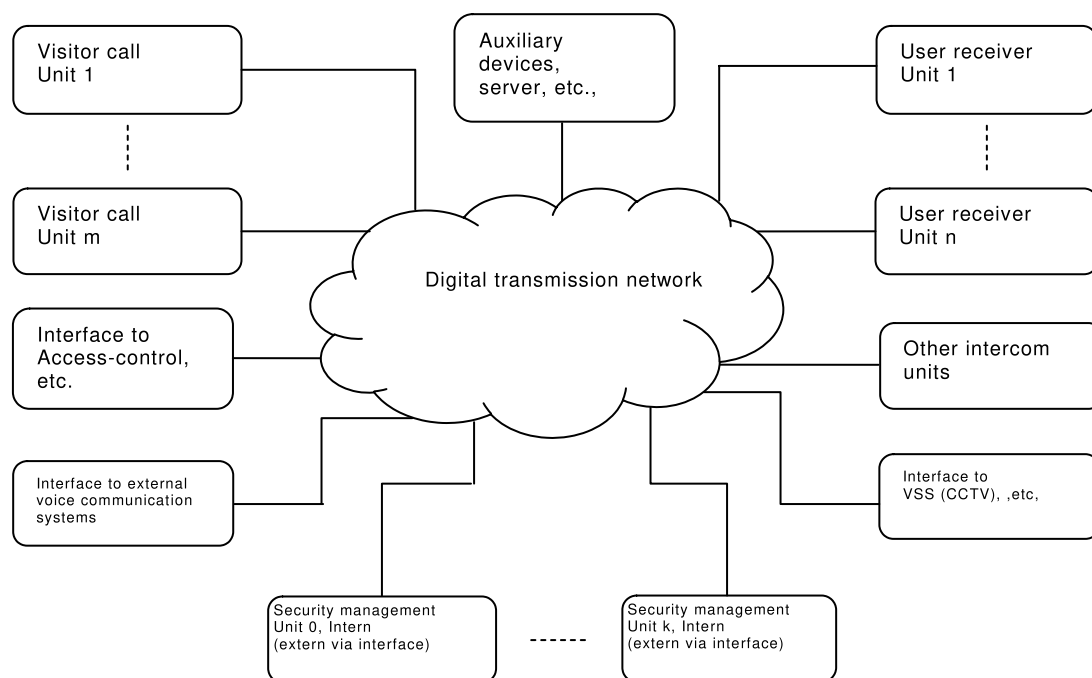 Visitor call
Unit 1
Auxiliary
devices,
server, etc.,
User receiver
Unit 1
Visitor call
Unit m
User receiver
Unit n
Digital transmission network
Interface to
Access-control,
etc.
Other intercom
units
Interface to external
voice communication
systems
Interface to
VSS (CCTV), ,etc,
Security management
Unit 0, Intern
(extern via interface)
Security management
Unit k, Intern
(extern via interface)